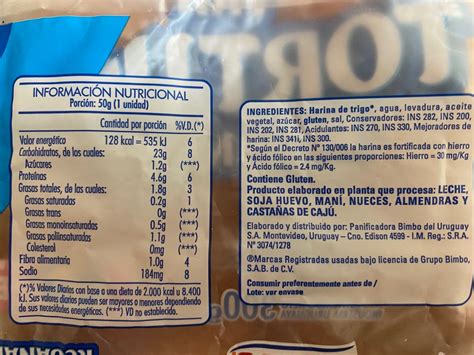 TORTI
INFORMACIÓN NUTRICIONAL
Porción: 50g (1 unidad)
Cantidad por porción %V.D.(*)
Valor energético 128 kcal = 535 kJ 6
Carbohidratos, de los cuales: 23g 8
Azúcares 1.2g (***)
Proteínas 4.6g 6
Grasas totales, de las cuales: 1.8g 3
Grasas saturadas 0.2g 1
Grasas trans 0g (***)
Grasas monoinsaturadas 0.5g (***)
Grasas poliinsaturadas 1.1g (***)
Colesterol 0mg (***)
Fibra alimentaria 1.0g 4
Sodio 184mg 8
(*)% Valores Diarios con base a una dieta de 2.000 kcal u 8.400
kJ. Sus valores diarios pueden ser mayores o menores dependiendo
de sus necesidades energéticas. (***) VD no establecido.
INGREDIENTES: Harina de trigo*, agua, levadura, aceite
vegetal, azúcar, gluten, sal, Conservadores: INS 282, INS 200,
INS 202, INS 281, Acidulantes: INS 270, INS 330, Mejoradores de
harina: INS 341i, INS 300.
*Según el Decreto N° 130/006 la harina es fortificada con hierro
y ácido fólico en las siguientes proporciones: Hierro = 30 mg/Kg
y Ácido fólico = 2.4 mg/Kg.
Contiene Gluten.
Producto elaborado en planta que procesa: LECHE,
SOJA HUEVO, MANÍ, NUECES, ALMENDRAS Y
CASTAÑAS DE CAJÚ.
Elaborado y distribuido por: Panificadora Bimbo del Uruguay
S.A. Montevideo, Uruguay – Cno. Edison 4599 - I.M. Reg.: S.R.A.
N° 3074/1278
®Marcas Registradas usadas bajo licencia de Grupo Bimbo,
S.A.B. de C.V.
Consumir preferentemente antes de /
Lote: ver envase